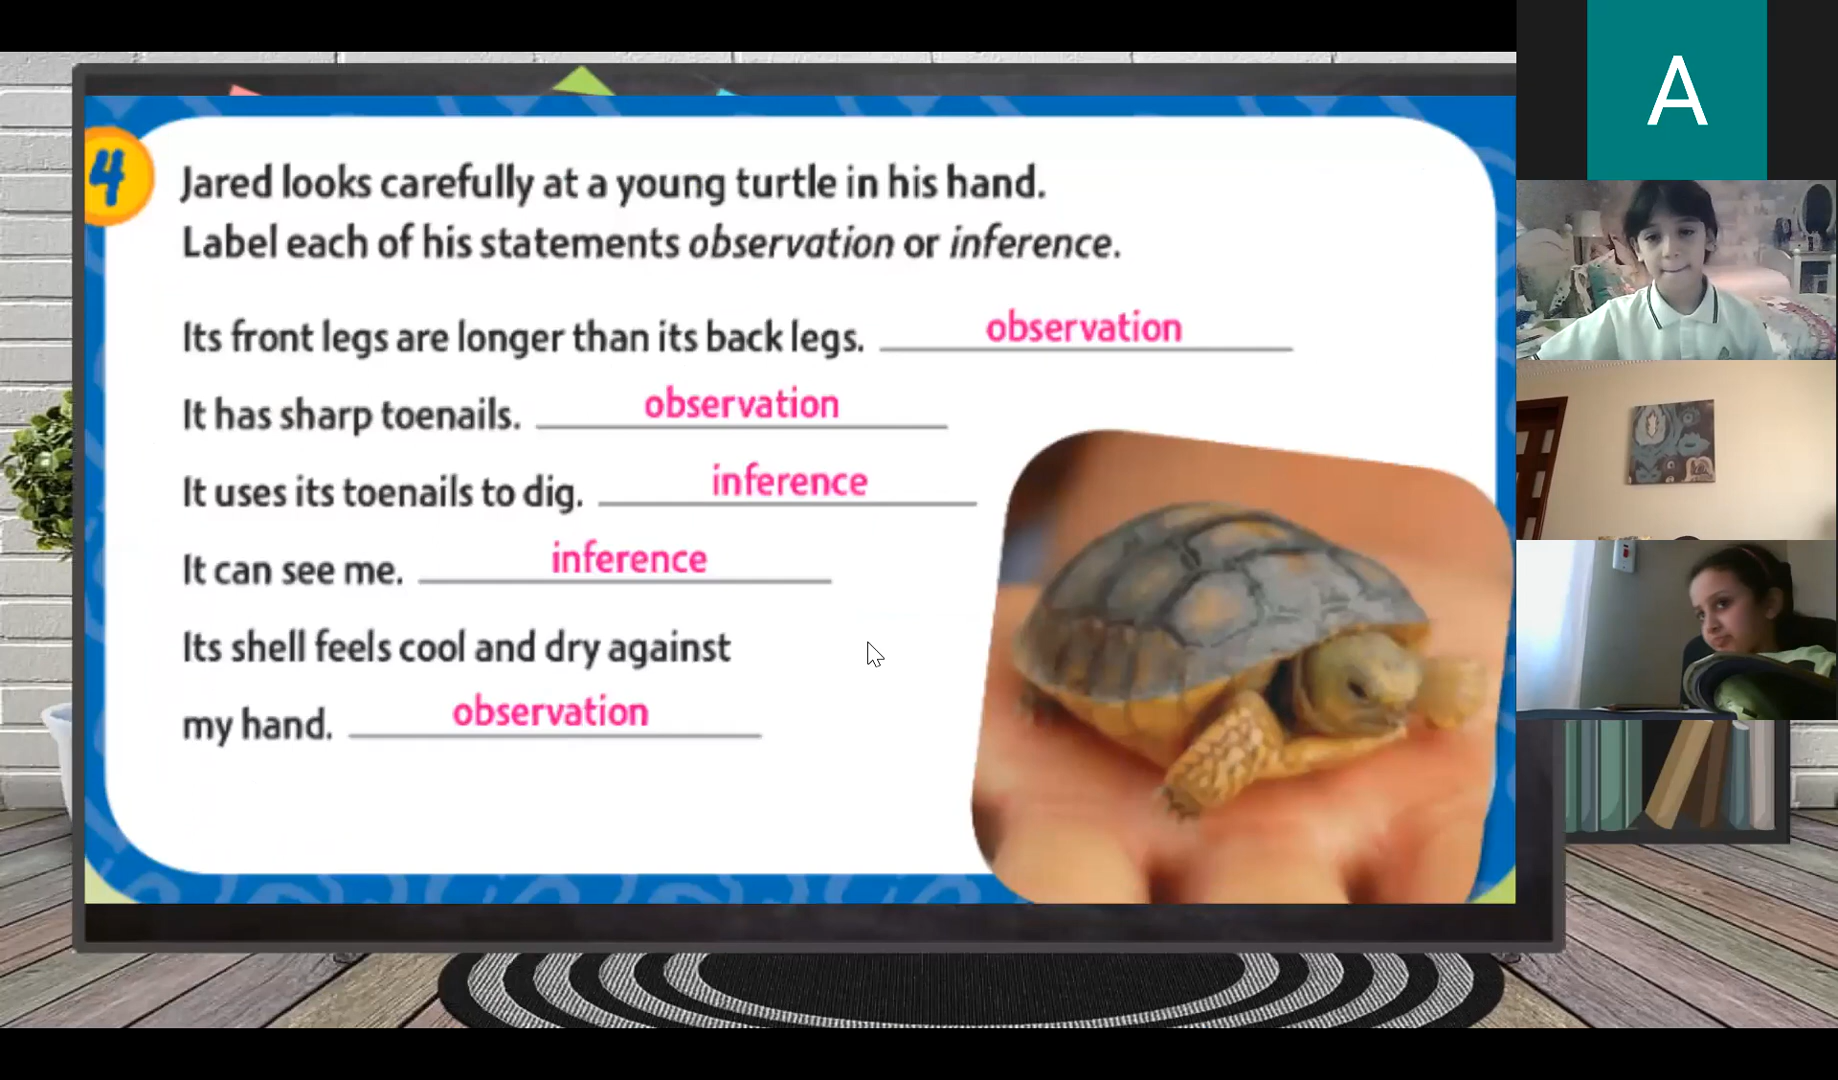 4
Jared looks carefully at a young turtle in his hand.
Label each of his statements observation or inference.
Its front legs are longer than its back legs. observation
It has sharp toenails. observation
It uses its toenails to dig. inference
It can see me. inference
Its shell feels cool and dry against
my hand. observation
A